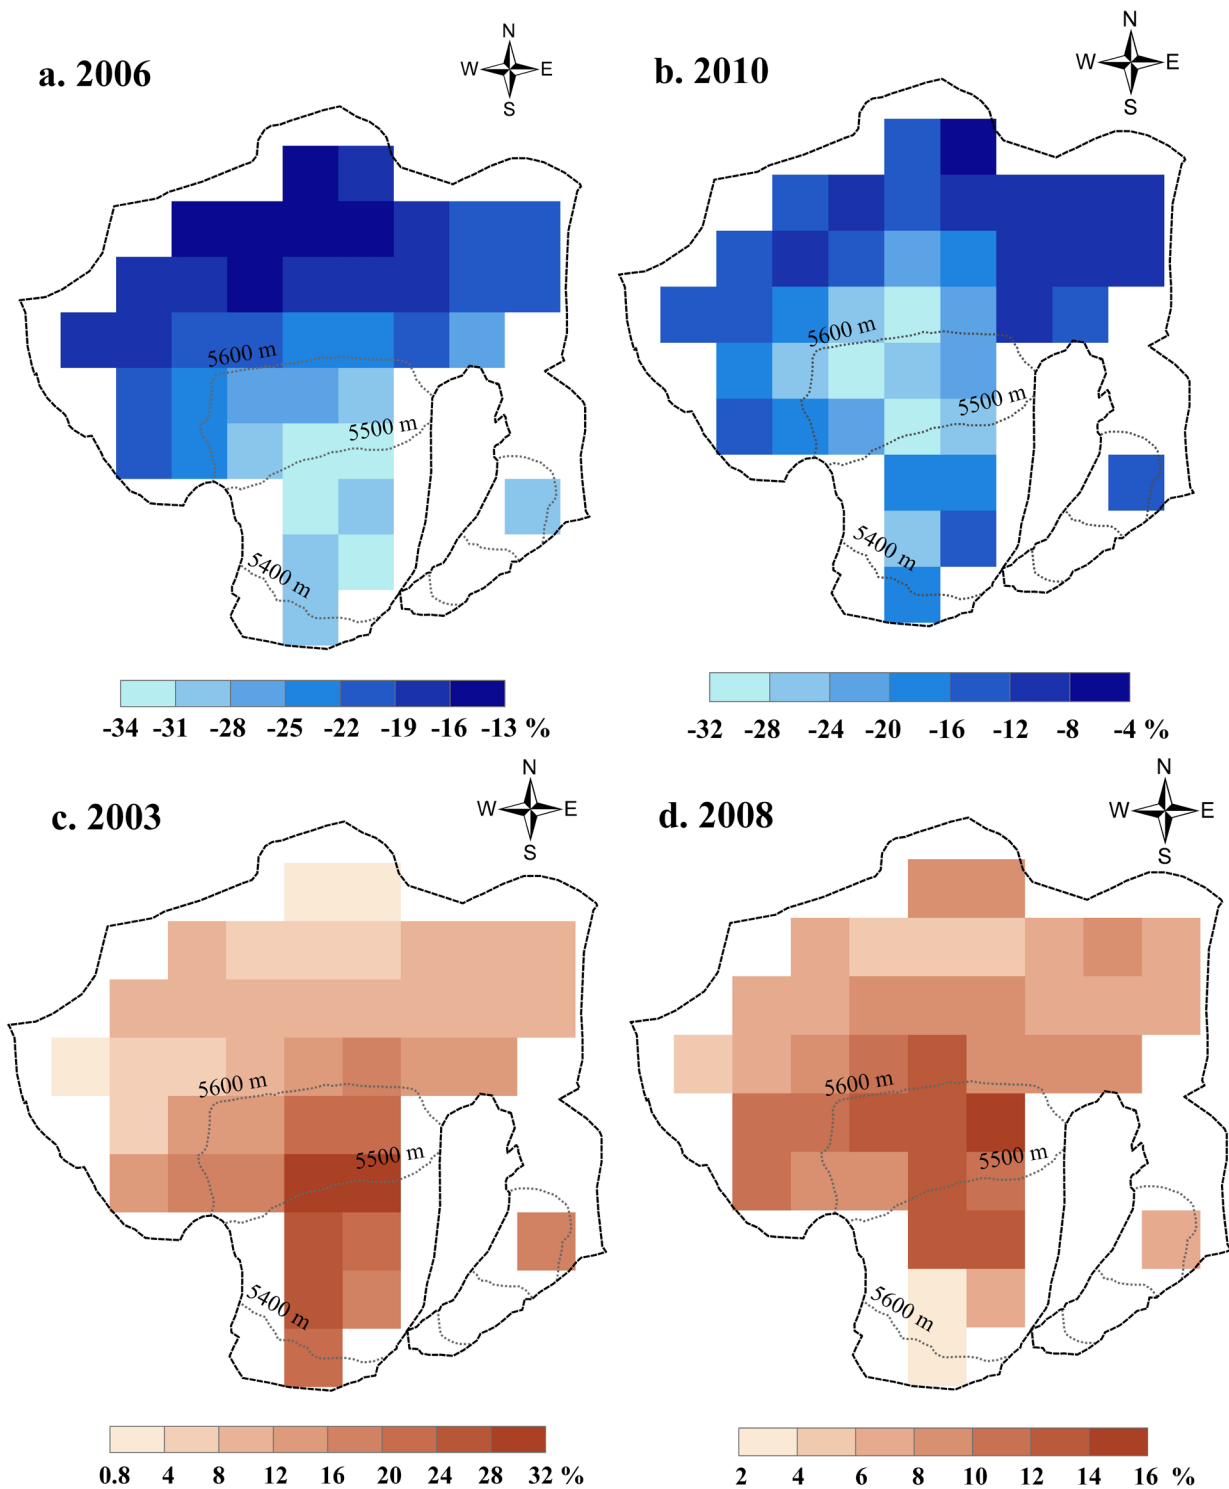 N
W E
S
a. 2006
N
W E
S
b. 2010
5600 m
5500 m
5400 m
5600 m
5500 m
5400 m
-34 -31 -28 -25 -22 -19 -16 -13 %
-32 -28 -24 -20 -16 -12 -8 -4 %
N
W E
S
c. 2003
N
W E
S
d. 2008
5600 m
5500 m
5400 m
5600 m
5500 m
5600 m
0.8 4 8 12 16 20 24 28 32 %
2 4 6 8 10 12 14 16 %